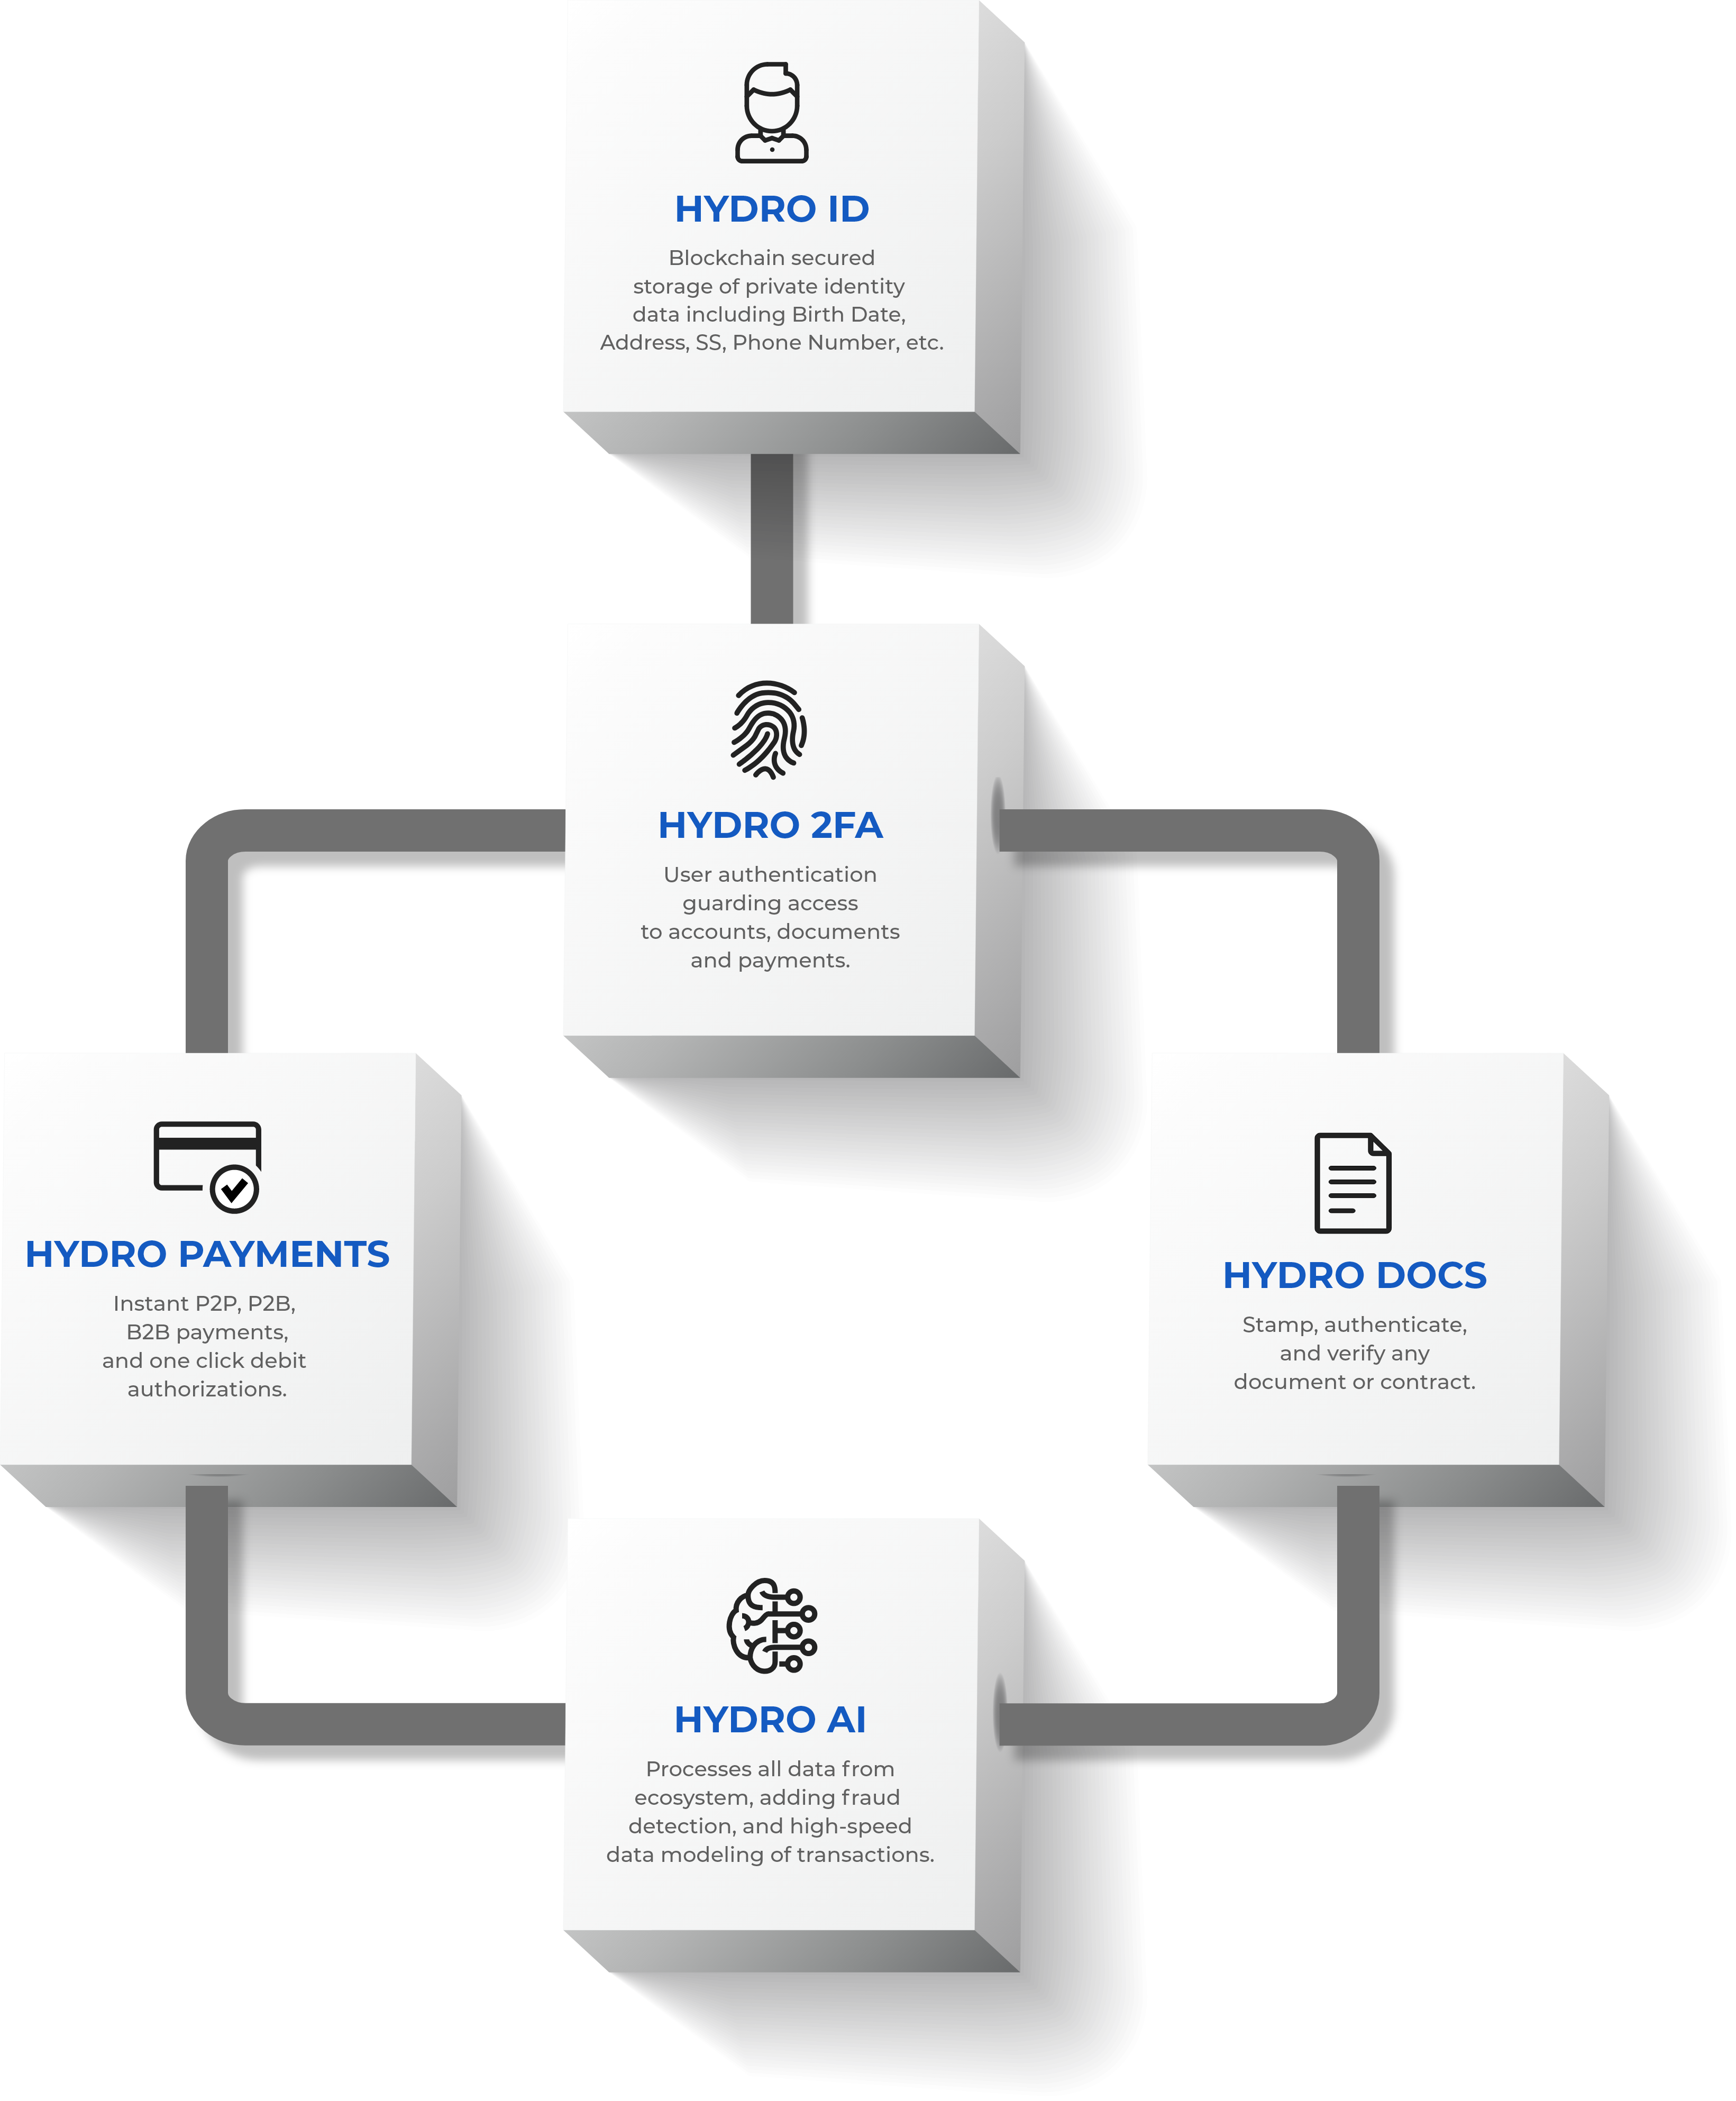 HYDRO ID
Blockchain secured
storage of private identity
data including Birth Date,
Address, SS, Phone Number, etc.
HYDRO 2FA
User authentication
guarding access
to accounts, documents
and payments.
HYDRO PAYMENTS
Instant P2P, P2B,
B2B payments,
and one click debit
authorizations.
HYDRO DOCS
Stamp, authenticate,
and verify any
document or contract.
HYDRO AI
Processes all data from
ecosystem, adding fraud
detection, and high-speed
data modeling of transactions.